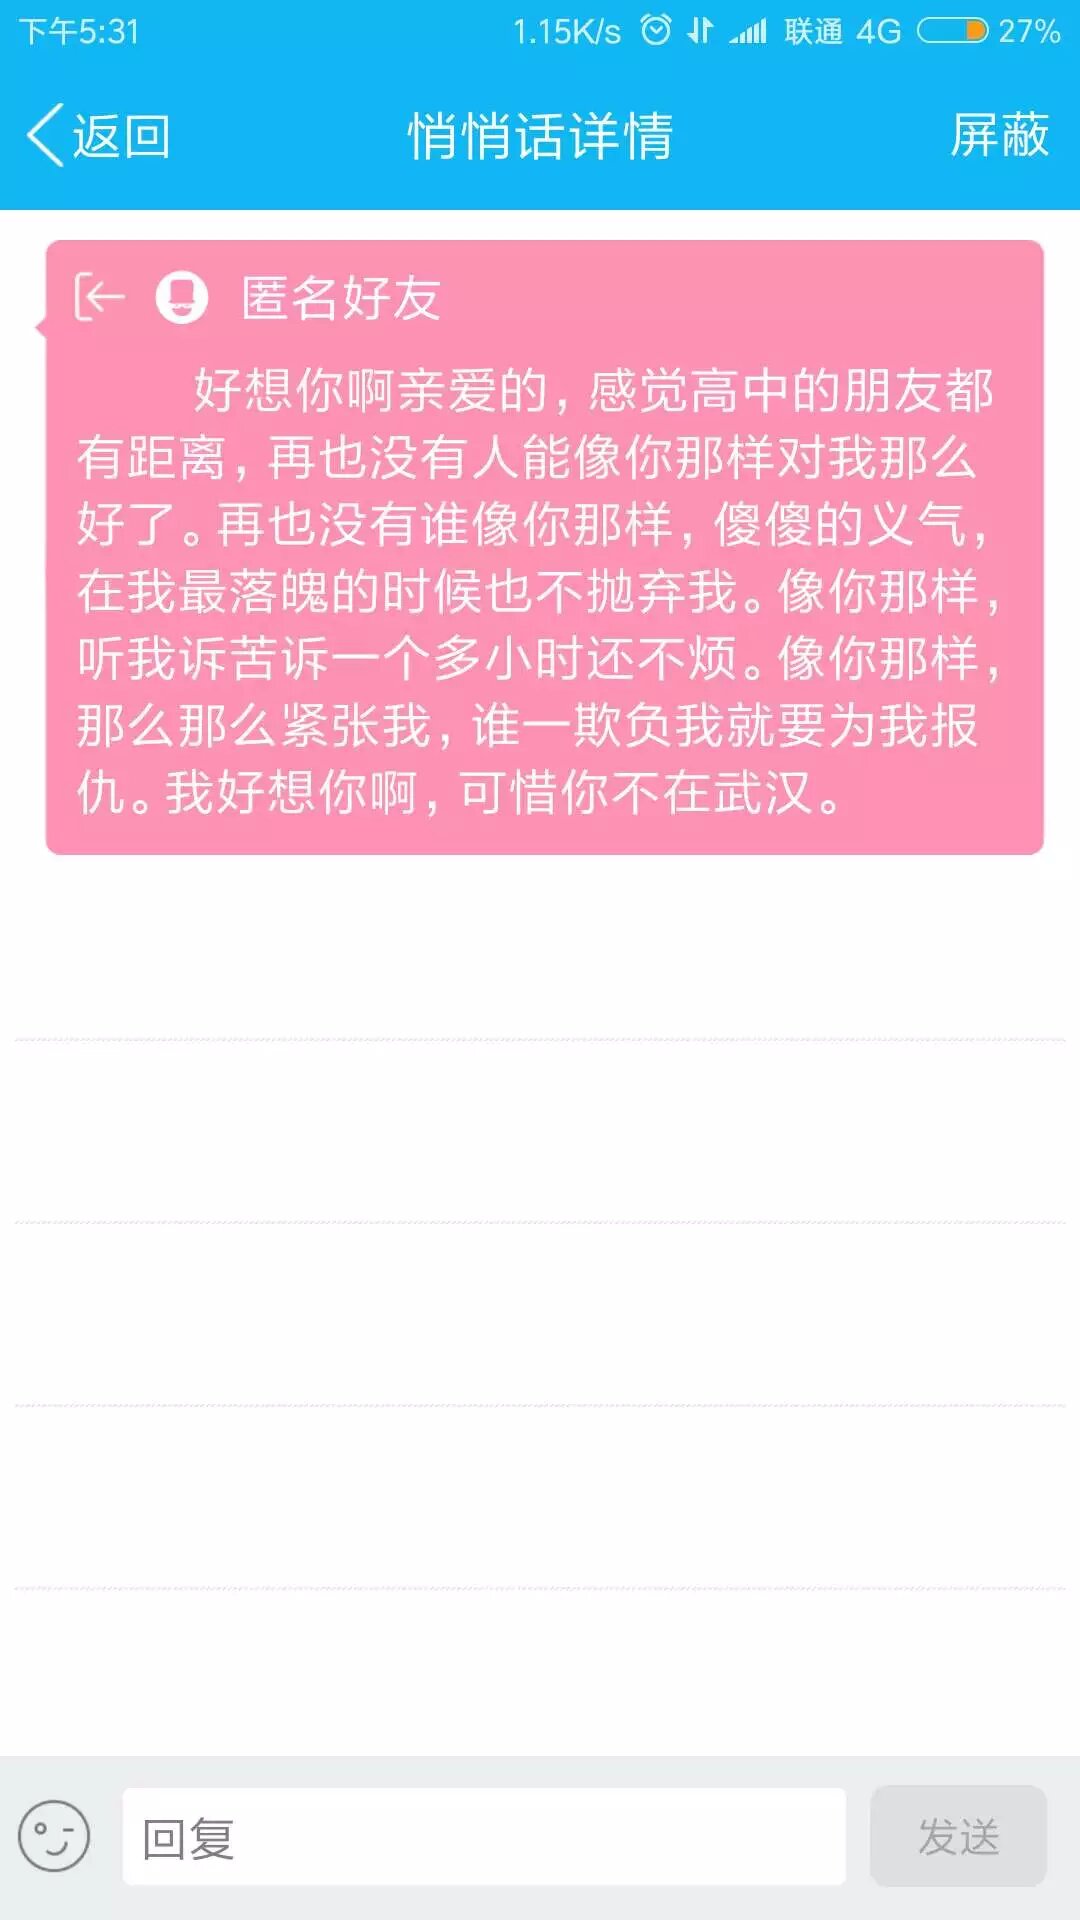 下午5:31 1.15K/s 联通 4G 27%
返回 悄悄话详情 屏蔽
匿名好友
好想你啊亲爱的，感觉高中的朋友都
有距离，再也没有人能像你那样对我那么
好了。再也没有谁像你那样，傻傻的义气，
在我最落魄的时候也不抛弃我。像你那样，
听我诉苦诉一个多小时还不烦。像你那样，
那么那么紧张我，谁一欺负我就要为我报
仇。我好想你啊，可惜你不在武汉。
回复 发送